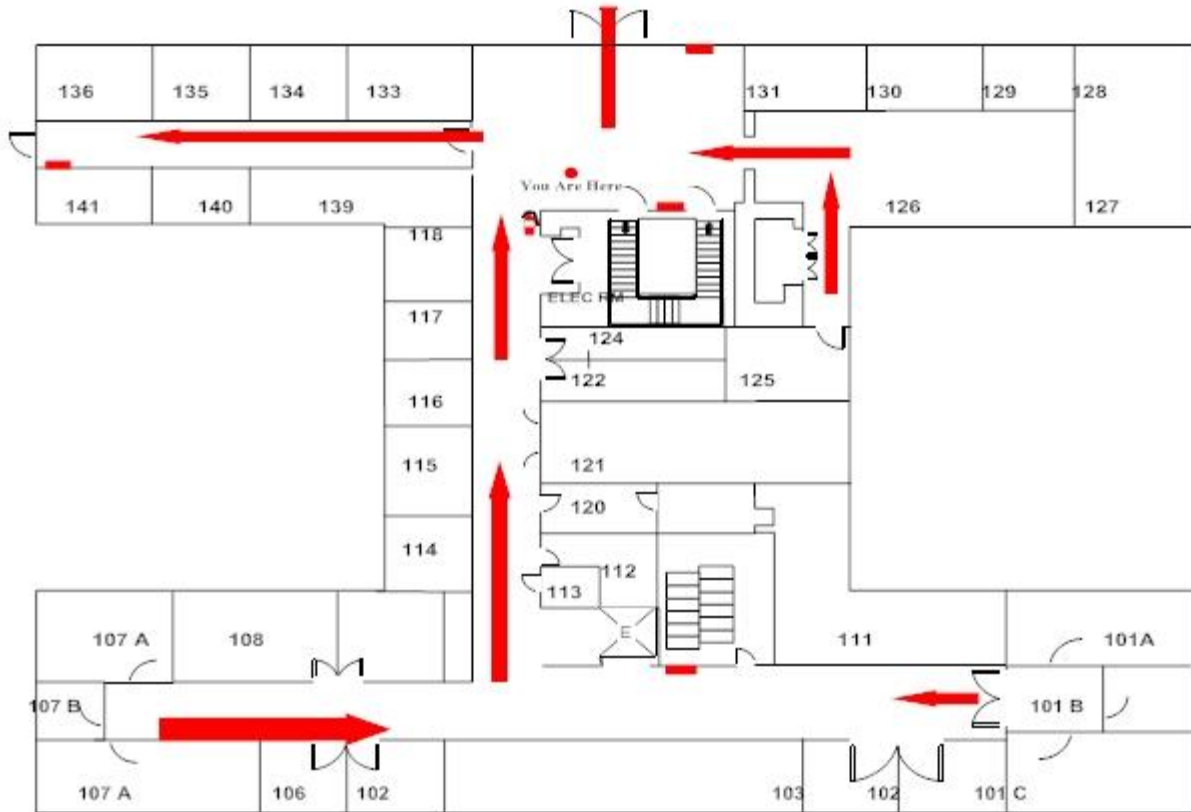 136 135 134 133 131 130 129 128
You Are Here
141 140 139 126 127
118
ELEC RM
117
124
122 125
116
115 121
120
114
112
113
E
107 A 108 111 101A
107 B 101 B
107 A 106 102 103 102 101 C